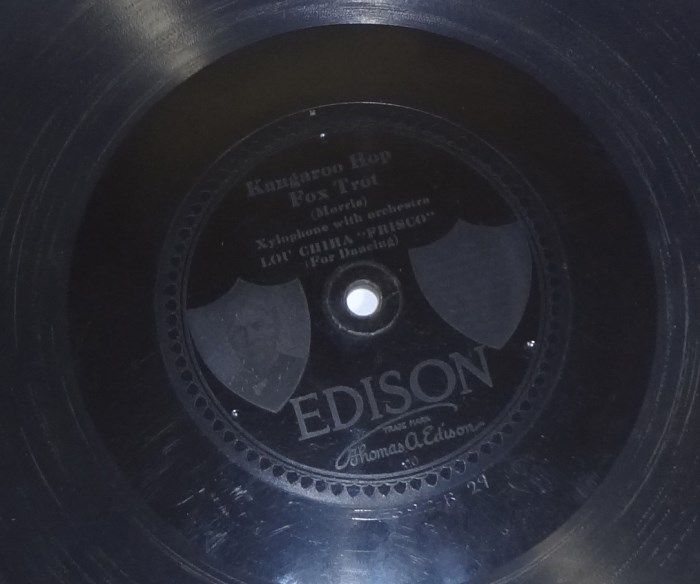 Kangaroo Hop
Fox Trot
(Morris)
Xylophone with orchestra
LOU CHIHA "FRISCO"
(For Dancing)
EDISON
TRADE MARK
Thomas A Edison